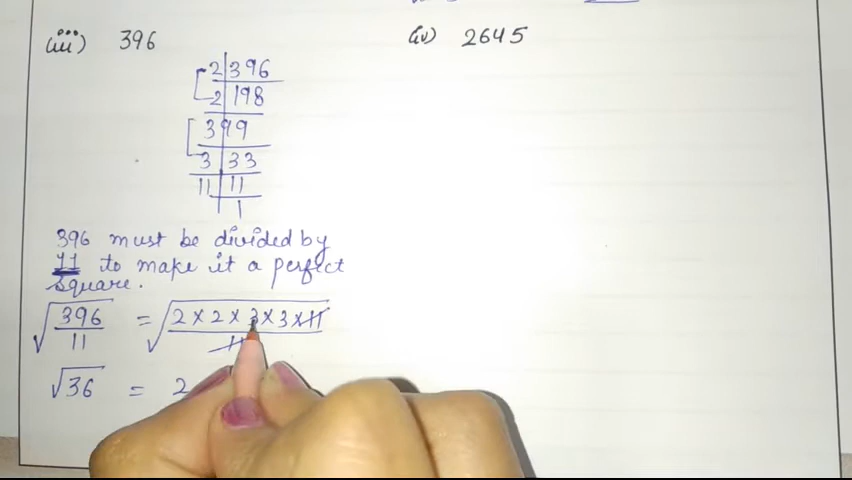 (iii) 396
(iv) 2645
2 | 396
2 | 198
3 | 99
3 | 33
11 | 11
1
396 must be divided by
11 to make it a perfect
square.
√(396/11) = √(2 × 2 × 3 × 3 × 11 / 11)
√36 = 2